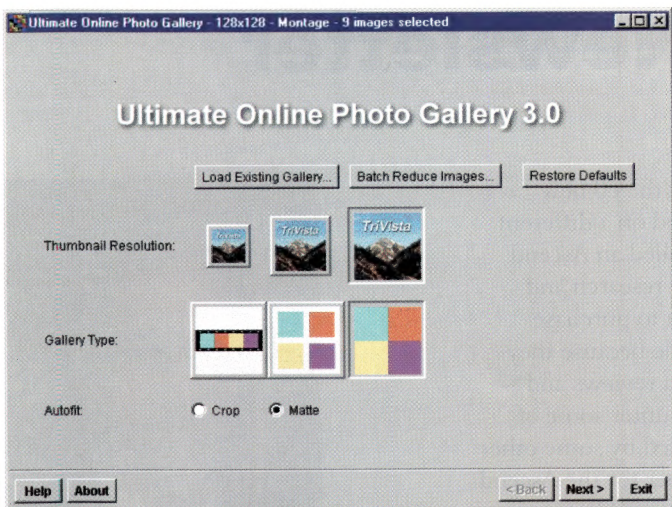 Ultimate Online Photo Gallery - 128x128 - Montage - 9 images selected
Ultimate Online Photo Gallery 3.0
Load Existing Gallery... Batch Reduce Images... Restore Defaults
Thumbnail Resolution:
TriVista TriVista TriVista
Gallery Type:
Autofit: Crop Matte
Help About < Back Next > Exit